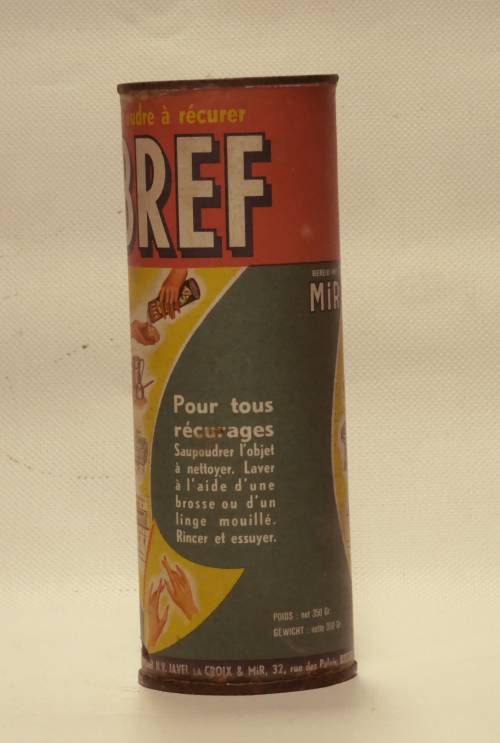 poudre à récurer
BREF
MiR
Pour tous
récurages
Saupoudrer l'objet
à nettoyer. Laver
à l'aide d'une
brosse ou d'un
linge mouillé.
Rincer et essuyer.
POIDS : net 350 Gr.
GEWICHT : netto 350 Gr.
N.V. JAVEL LA CROIX & MiR, 32, rue des Palais,